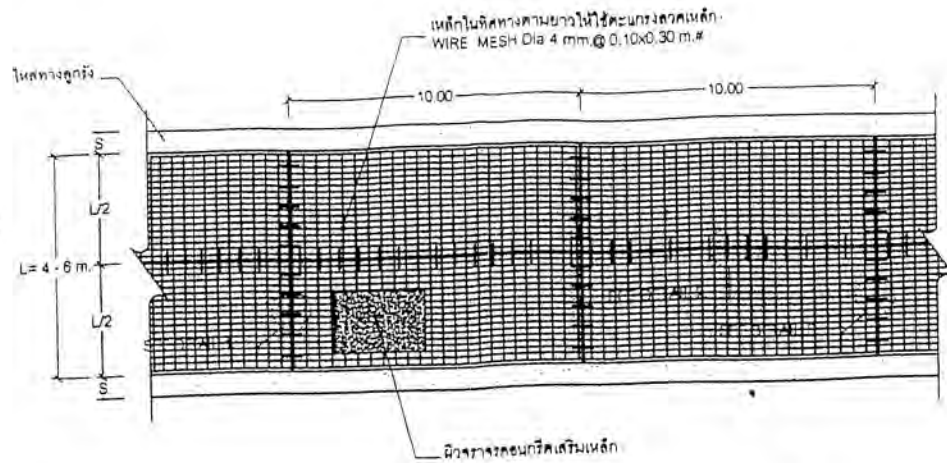 เหล็กในทิศทางตามยาวให้ใช้ตะแกรงลวดเหล็ก
WIRE MESH Dia 4 mm.@ 0.10x0.30 m.#
ไหล่ทางลูกรัง
10.00
10.00
S
L/2
L= 4 - 6 m.
L/2
S
ผิวจราจรคอนกรีตเสริมเหล็ก